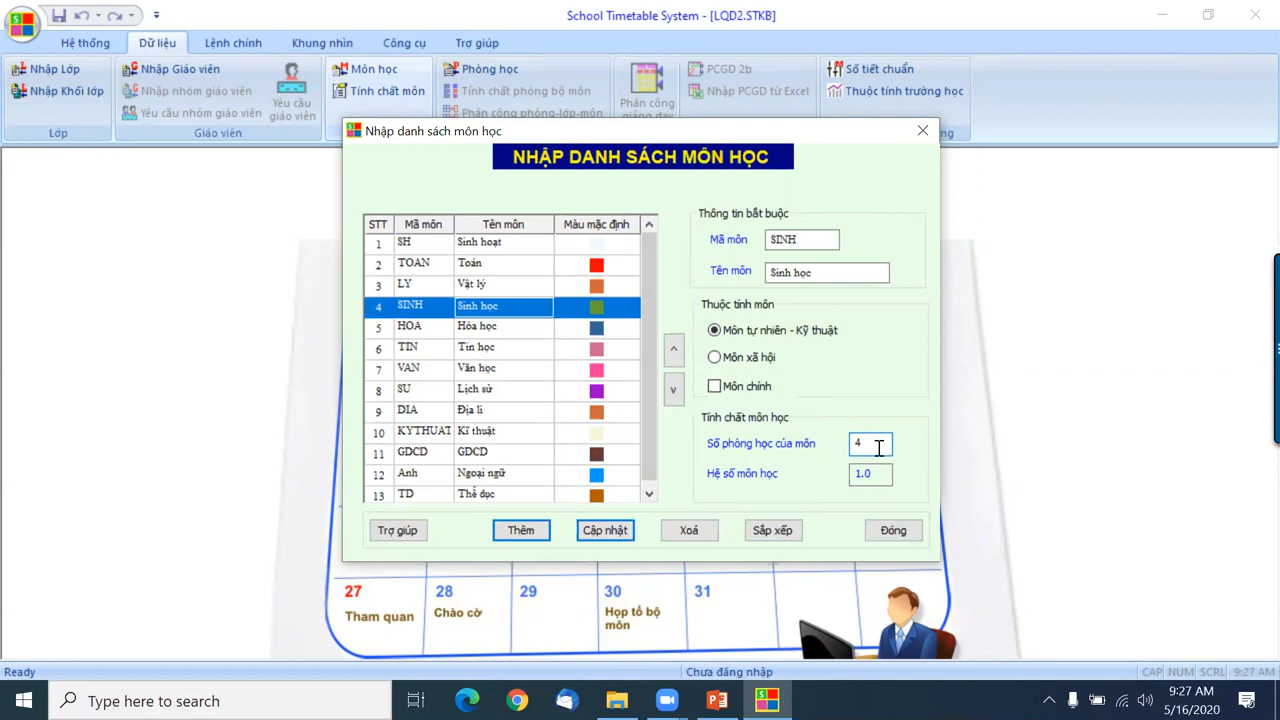 School Timetable System - [LQD2.STKB]
Hệ thống Dữ liệu Lệnh chính Khung nhìn Công cụ Trợ giúp
Nhập Lớp
Nhập Khối lớp
Lớp
Nhập Giáo viên
Nhập nhóm giáo viên
Yêu cầu nhóm giáo viên
Yêu cầu
giáo viên
Giáo viên
Môn học
Tính chất môn
Phòng học
Tính chất phòng bộ môn
Phân công phòng-lớp-môn
Phân công
PCGD 2b
Nhập PCGD từ Excel
Số tiết chuẩn
Thuộc tính trường học
Nhập danh sách môn học
NHẬP DANH SÁCH MÔN HỌC
STT Mã môn Tên môn Màu mặc định
1 SH Sinh hoạt
2 TOAN Toán
3 LY Vật lý
4 SINH Sinh học
5 HOA Hóa học
6 TIN Tin học
7 VAN Văn học
8 SU Lịch sử
9 DIA Địa lí
10 KYTHUAT Kĩ thuật
11 GDCD GDCD
12 Anh Ngoại ngữ
13 TD Thể dục
Thông tin bắt buộc
Mã môn SINH
Tên môn Sinh học
Thuộc tính môn
Môn tự nhiên - Kỹ thuật
Môn xã hội
Môn chính
Tính chất môn học
Số phòng học của môn 4
Hệ số môn học 1.0
Trợ giúp Thêm Cập nhật Xoá Sắp xếp Đóng
27 28 29 30 31
Tham quan Chào cờ Họp tổ bộ
môn
Ready Chưa đăng nhập CAP NUM SCRL 9:27 AM
Type here to search
9:27 AM
5/16/2020